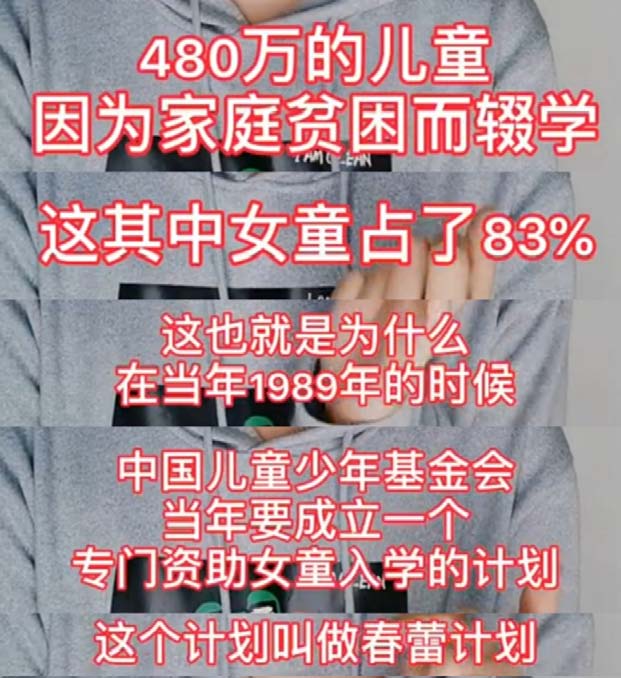 480万的儿童
因为家庭贫困而辍学
这其中女童占了83%
这也就是为什么
在当年1989年的时候
中国儿童少年基金会
当年要成立一个
专门资助女童入学的计划
这个计划叫做春蕾计划